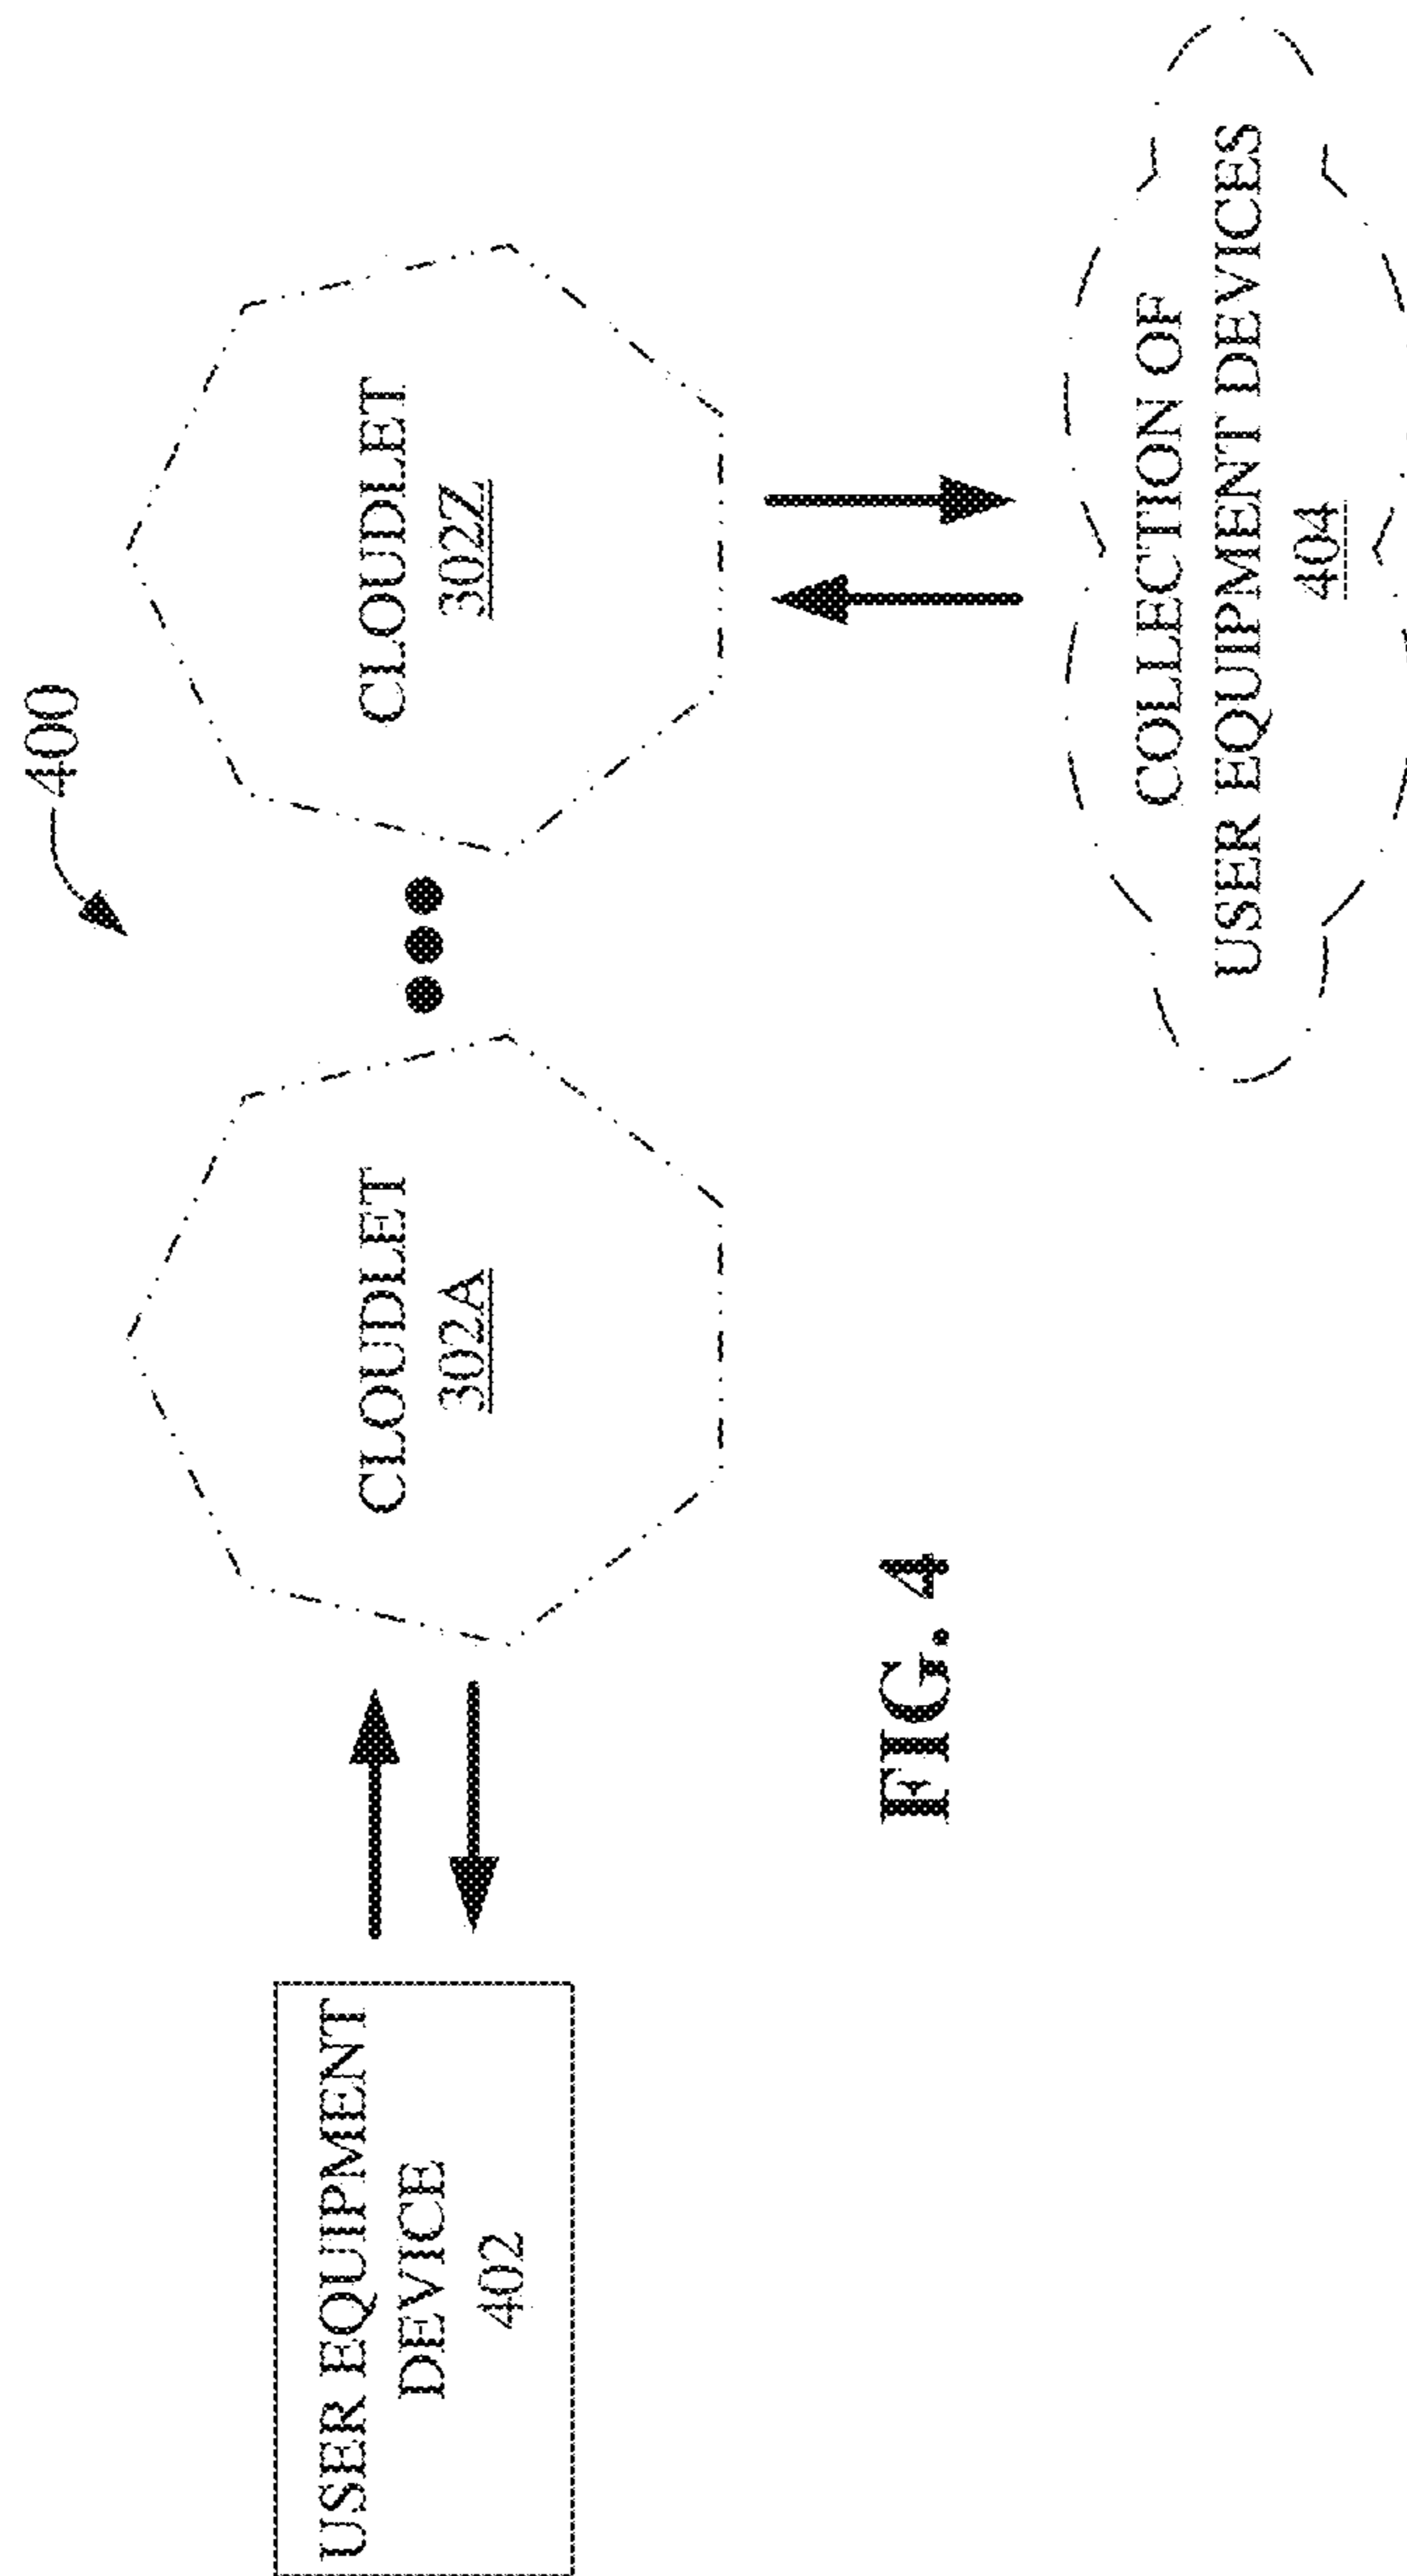 400
USER EQUIPMENT
DEVICE
402
CLOUDLET
302A
CLOUDLET
302Z
COLLECTION OF
USER EQUIPMENT DEVICES
404
FIG. 4